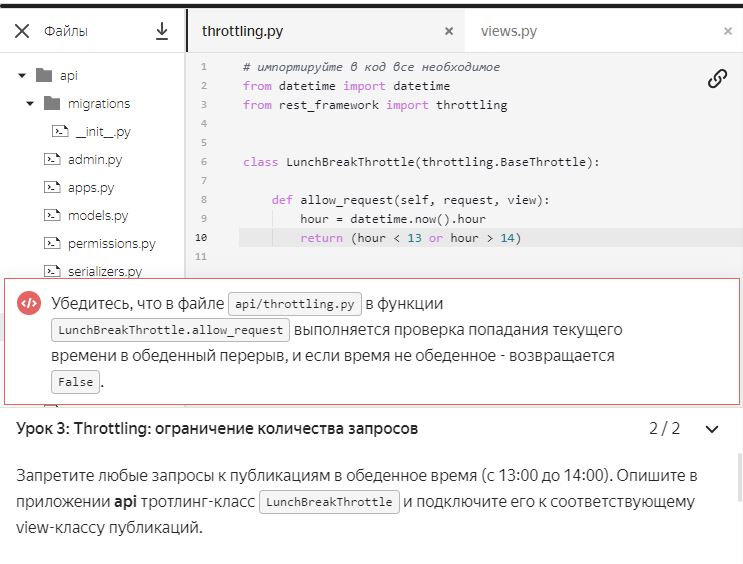 Файлы
throttling.py
views.py
api
migrations
__init__.py
admin.py
apps.py
models.py
permissions.py
serializers.py
1 # импортируйте в код все необходимое
2 from datetime import datetime
3 from rest_framework import throttling
4
5
6 class LunchBreakThrottle(throttling.BaseThrottle):
7
8 def allow_request(self, request, view):
9 hour = datetime.now().hour
10 return (hour < 13 or hour > 14)
11
Убедитесь, что в файле api/throttling.py в функции
LunchBreakThrottle.allow_request выполняется проверка попадания текущего
времени в обеденный перерыв, и если время не обеденное - возвращается
False.
Урок 3: Throttling: ограничение количества запросов 2 / 2
Запретите любые запросы к публикациям в обеденное время (с 13:00 до 14:00). Опишите в
приложении api тротлинг-класс LunchBreakThrottle и подключите его к соответствующему
view-классу публикаций.